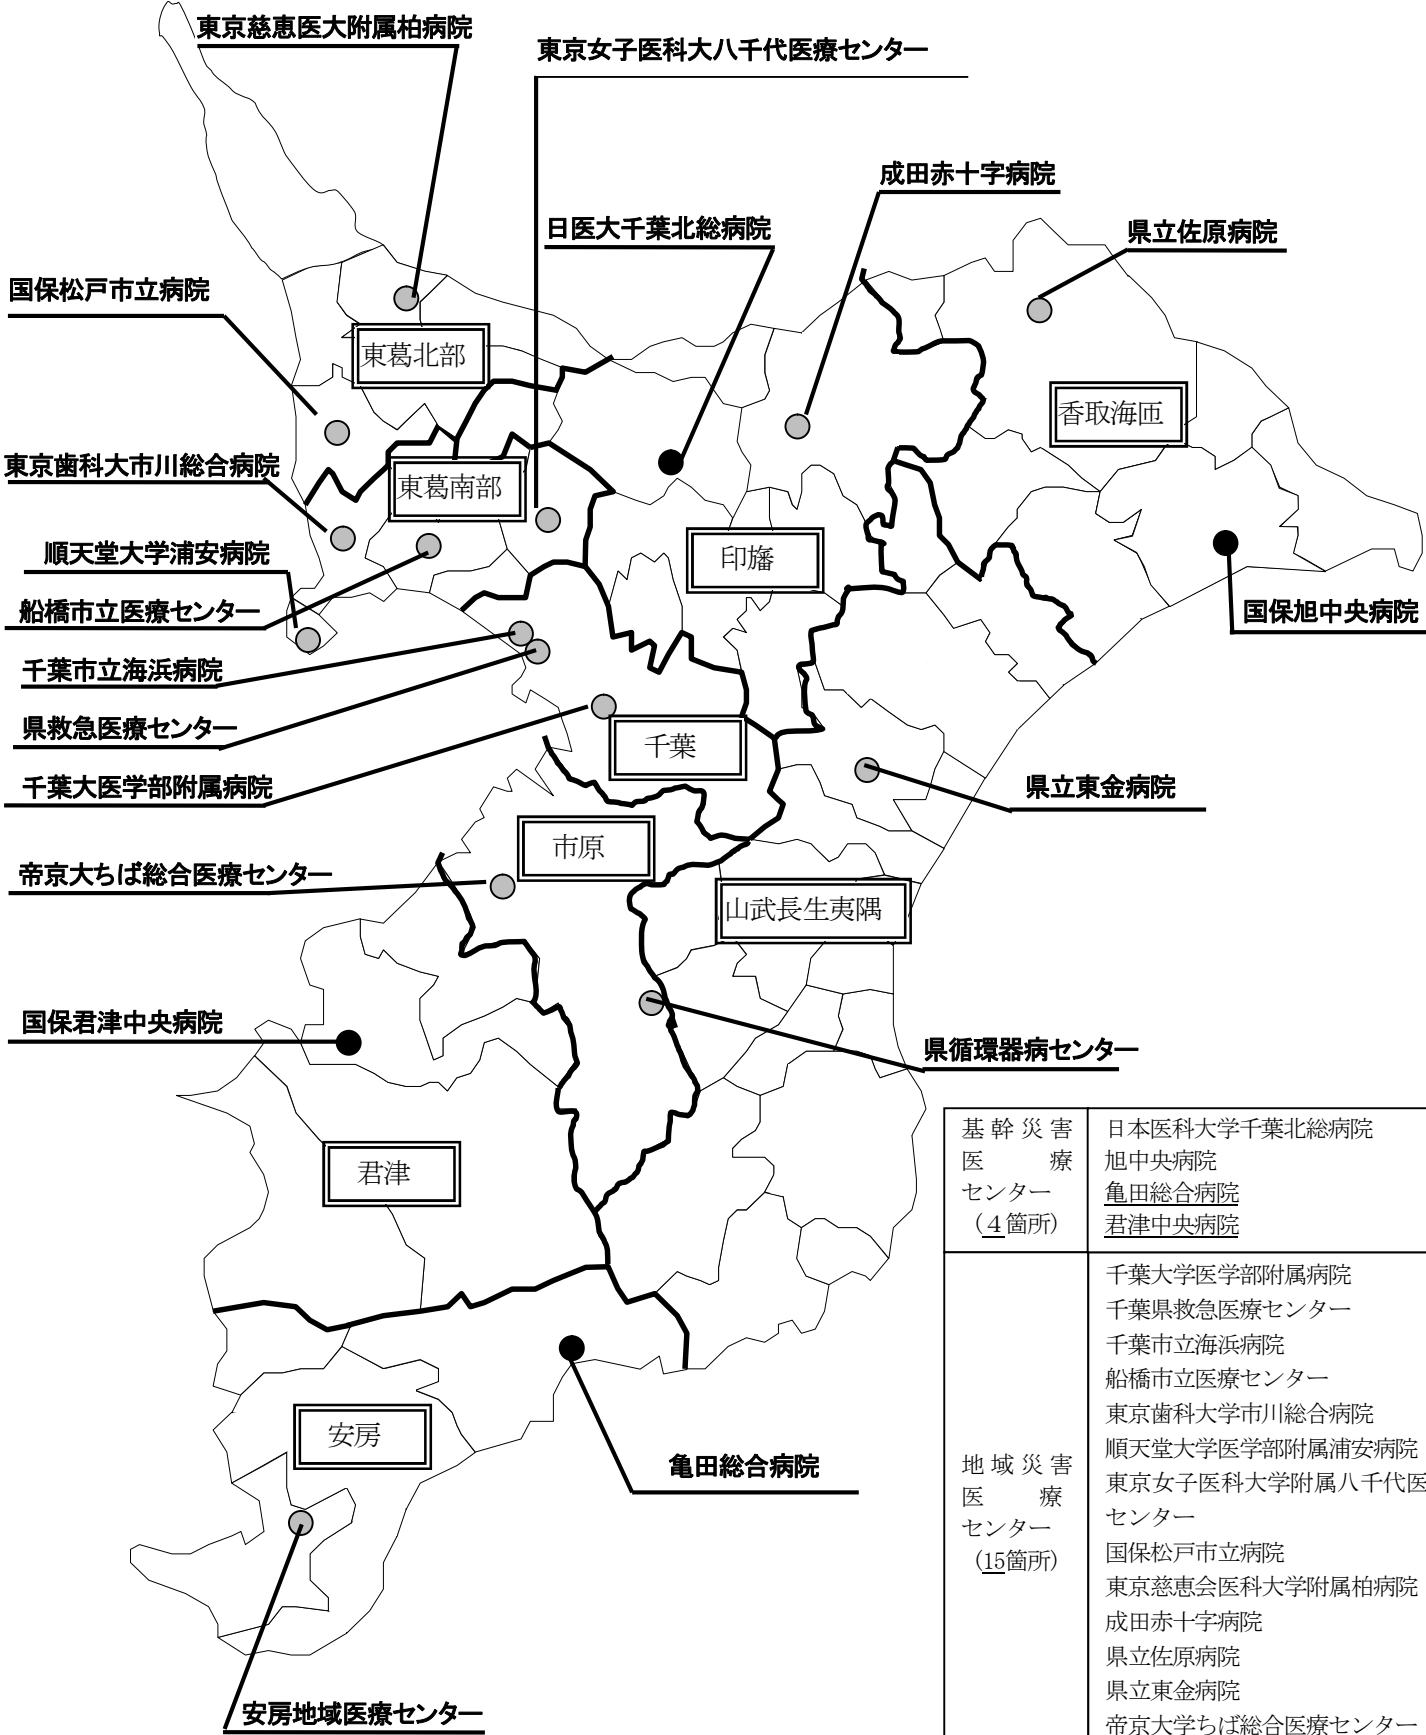 東京慈恵医大附属柏病院
東京女子医科大八千代医療センター
成田赤十字病院
日医大千葉北総病院
県立佐原病院
国保松戸市立病院
東葛北部
香取海匝
東京歯科大市川総合病院
東葛南部
順天堂大学浦安病院
印旛
船橋市立医療センター
国保旭中央病院
千葉市立海浜病院
県救急医療センター
千葉
千葉大医学部附属病院
県立東金病院
市原
帝京大ちば総合医療センター
山武長生夷隅
国保君津中央病院
県循環器病センター
君津
安房
亀田総合病院
安房地域医療センター
基幹災害
医療
センター
（4箇所）
日本医科大学千葉北総病院
旭中央病院
亀田総合病院
君津中央病院
地域災害
医療
センター
（15箇所）
千葉大学医学部附属病院
千葉県救急医療センター
千葉市立海浜病院
船橋市立医療センター
東京歯科大学市川総合病院
順天堂大学医学部附属浦安病院
東京女子医科大学附属八千代医
センター
国保松戸市立病院
東京慈恵会医科大学附属柏病院
成田赤十字病院
県立佐原病院
県立東金病院
帝京大学ちば総合医療センター